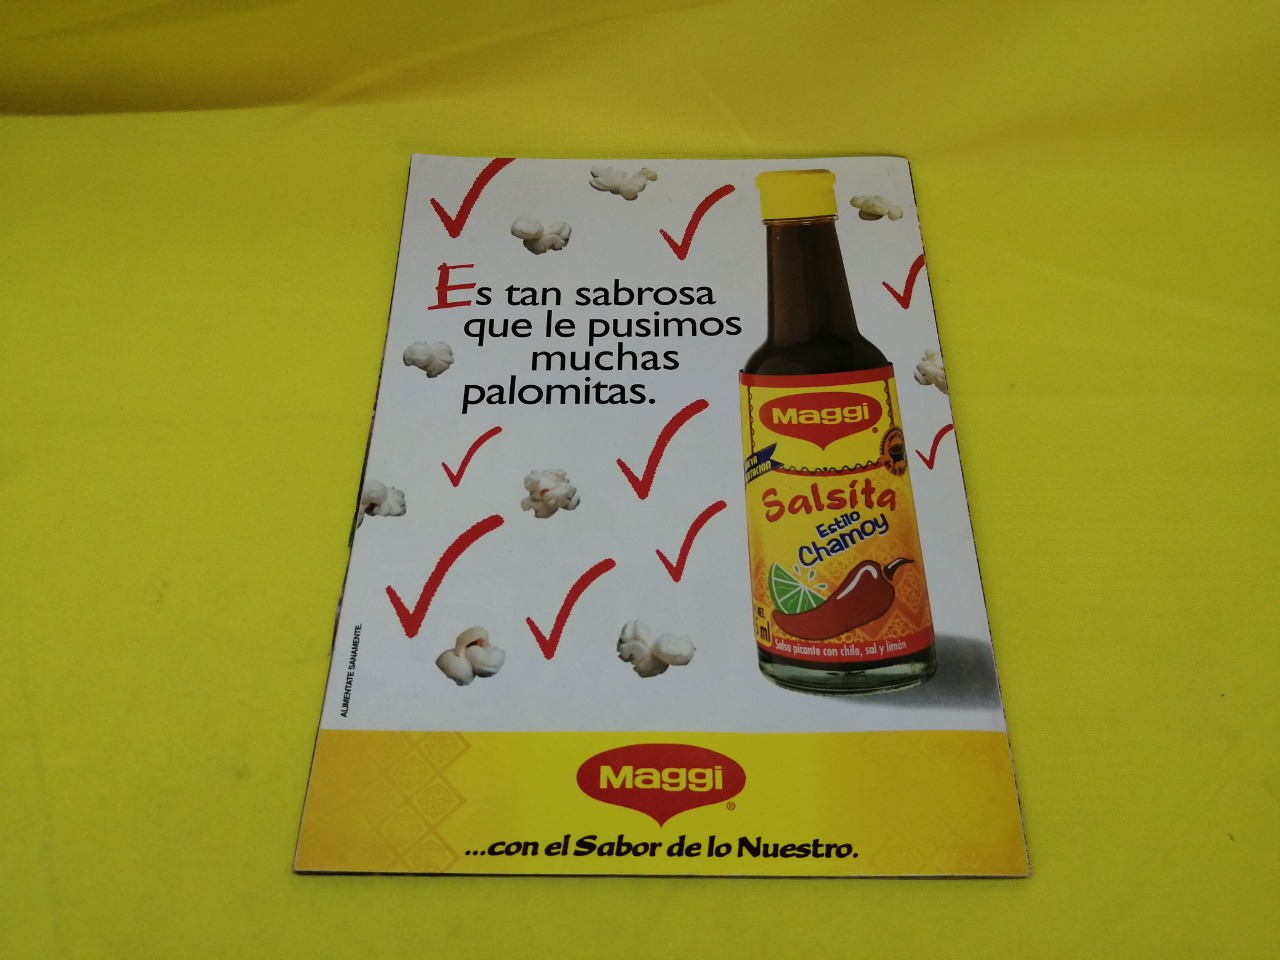 Es tan sabrosa
que le pusimos
muchas
palomitas.
Maggi
Salsita
Estilo
Chamoy
Salsa picante con chile, sal y limón
ALIMENTATE SANAMENTE.
Maggi
®
...con el Sabor de lo Nuestro.